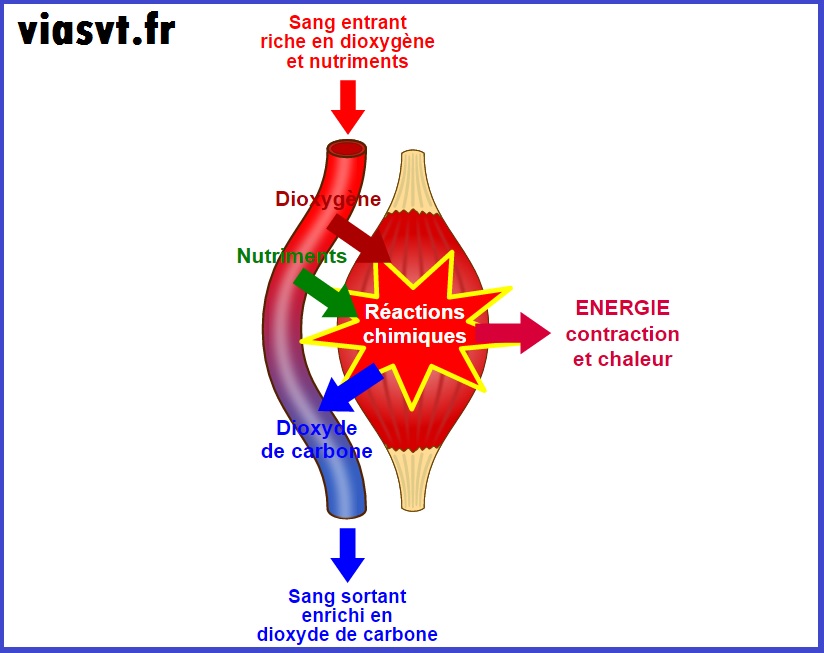 viasvt.fr
Sang entrant
riche en dioxygène
et nutriments
Dioxygène
Nutriments
Réactions
chimiques
ENERGIE
contraction
et chaleur
Dioxyde
de carbone
Sang sortant
enrichi en
dioxyde de carbone